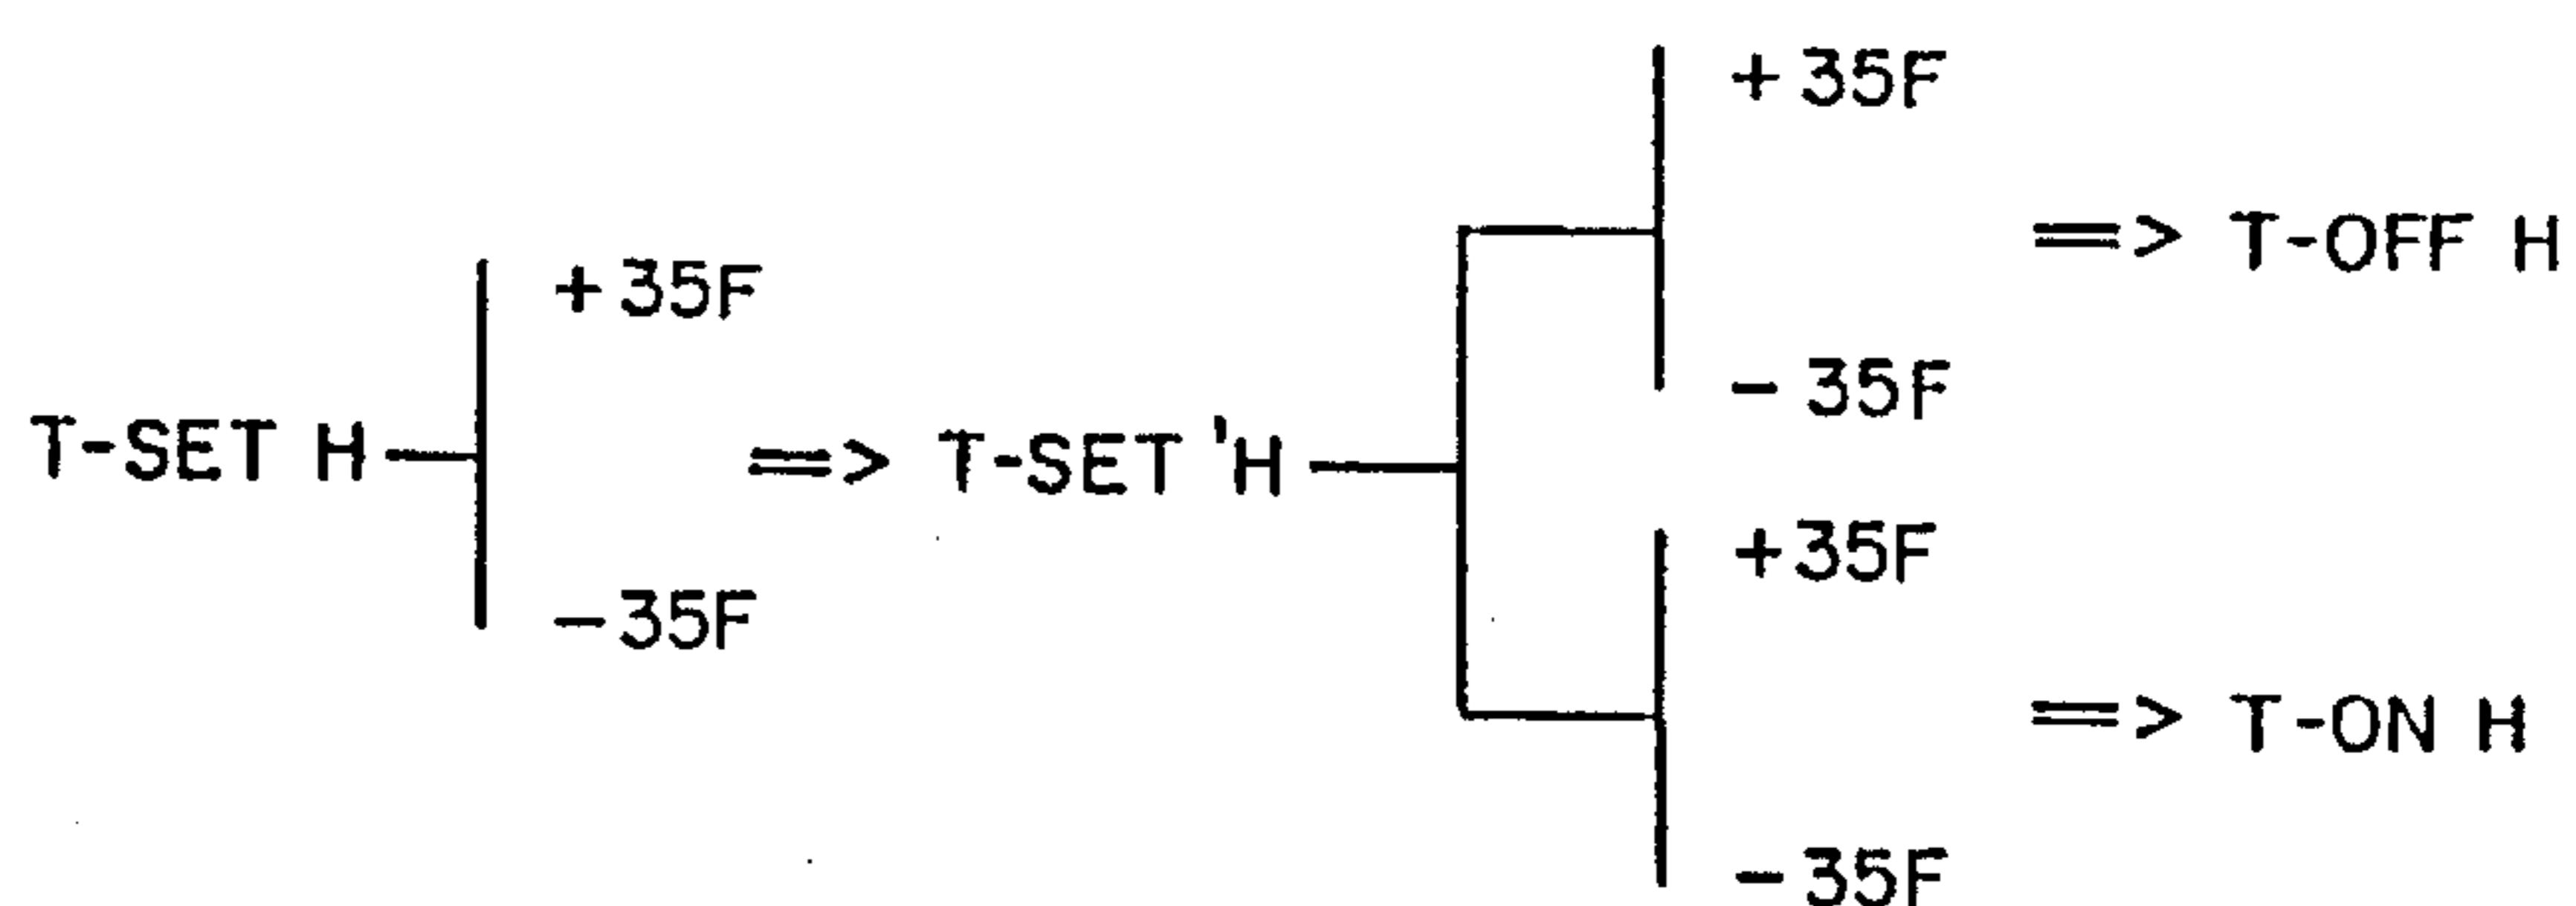 +35F
=> T-OFF H
+35F
-35F
T-SET H => T-SET 'H
+35F
-35F
=> T-ON H
-35F